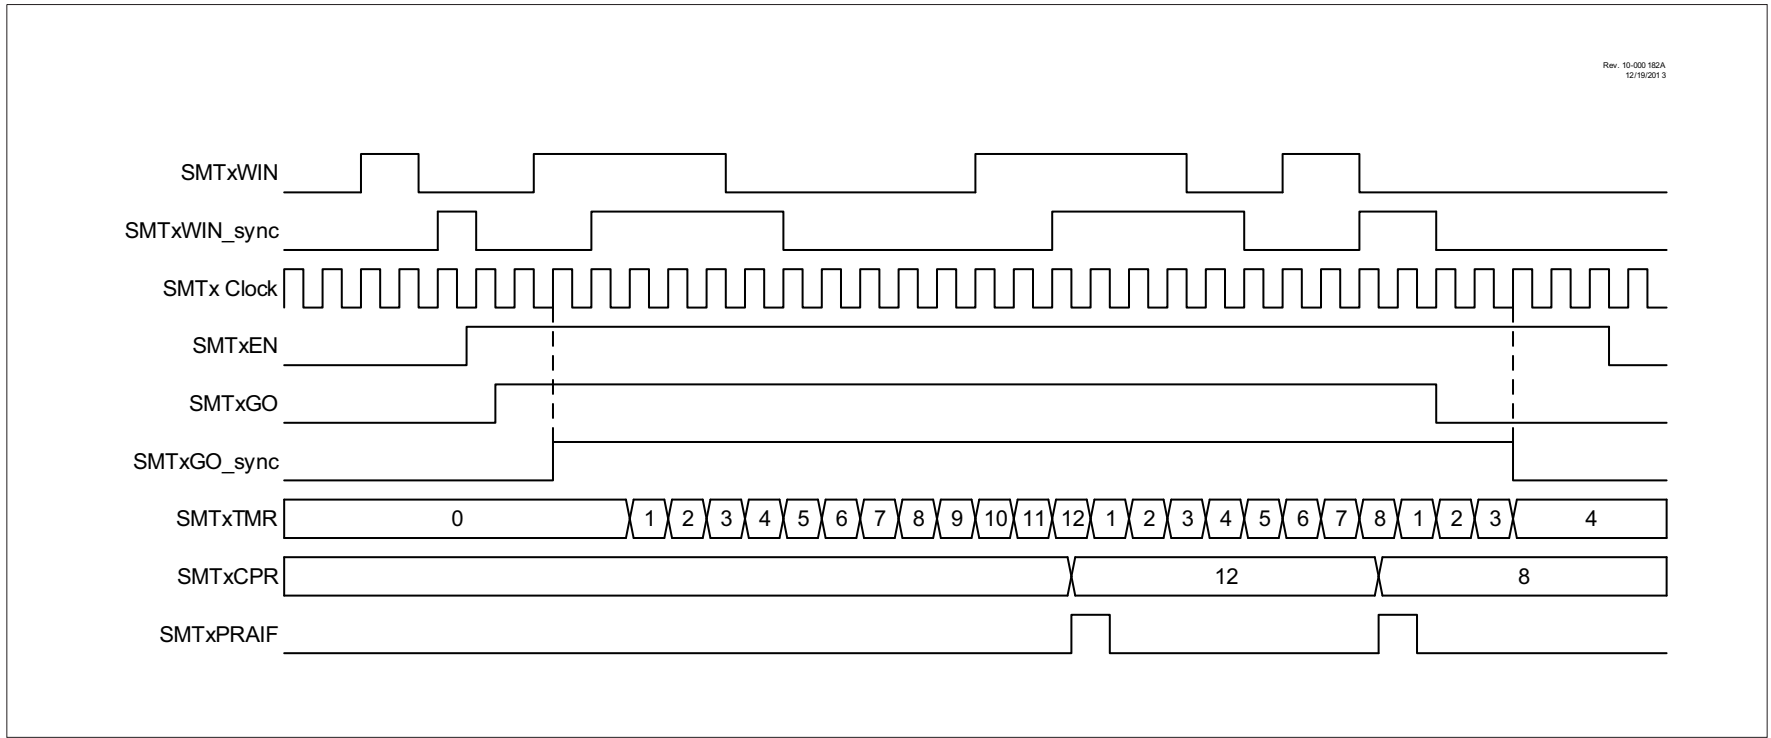 Rev. 10-000 182A
12/19/201 3
SMTxWIN
SMTxWIN_sync
SMTx Clock
SMTxEN
SMTxGO
SMTxGO_sync
SMTxTMR 0 1 2 3 4 5 6 7 8 9 10 11 12 1 2 3 4 5 6 7 8 1 2 3 4
SMTxCPR 12 8
SMTxPRAIF